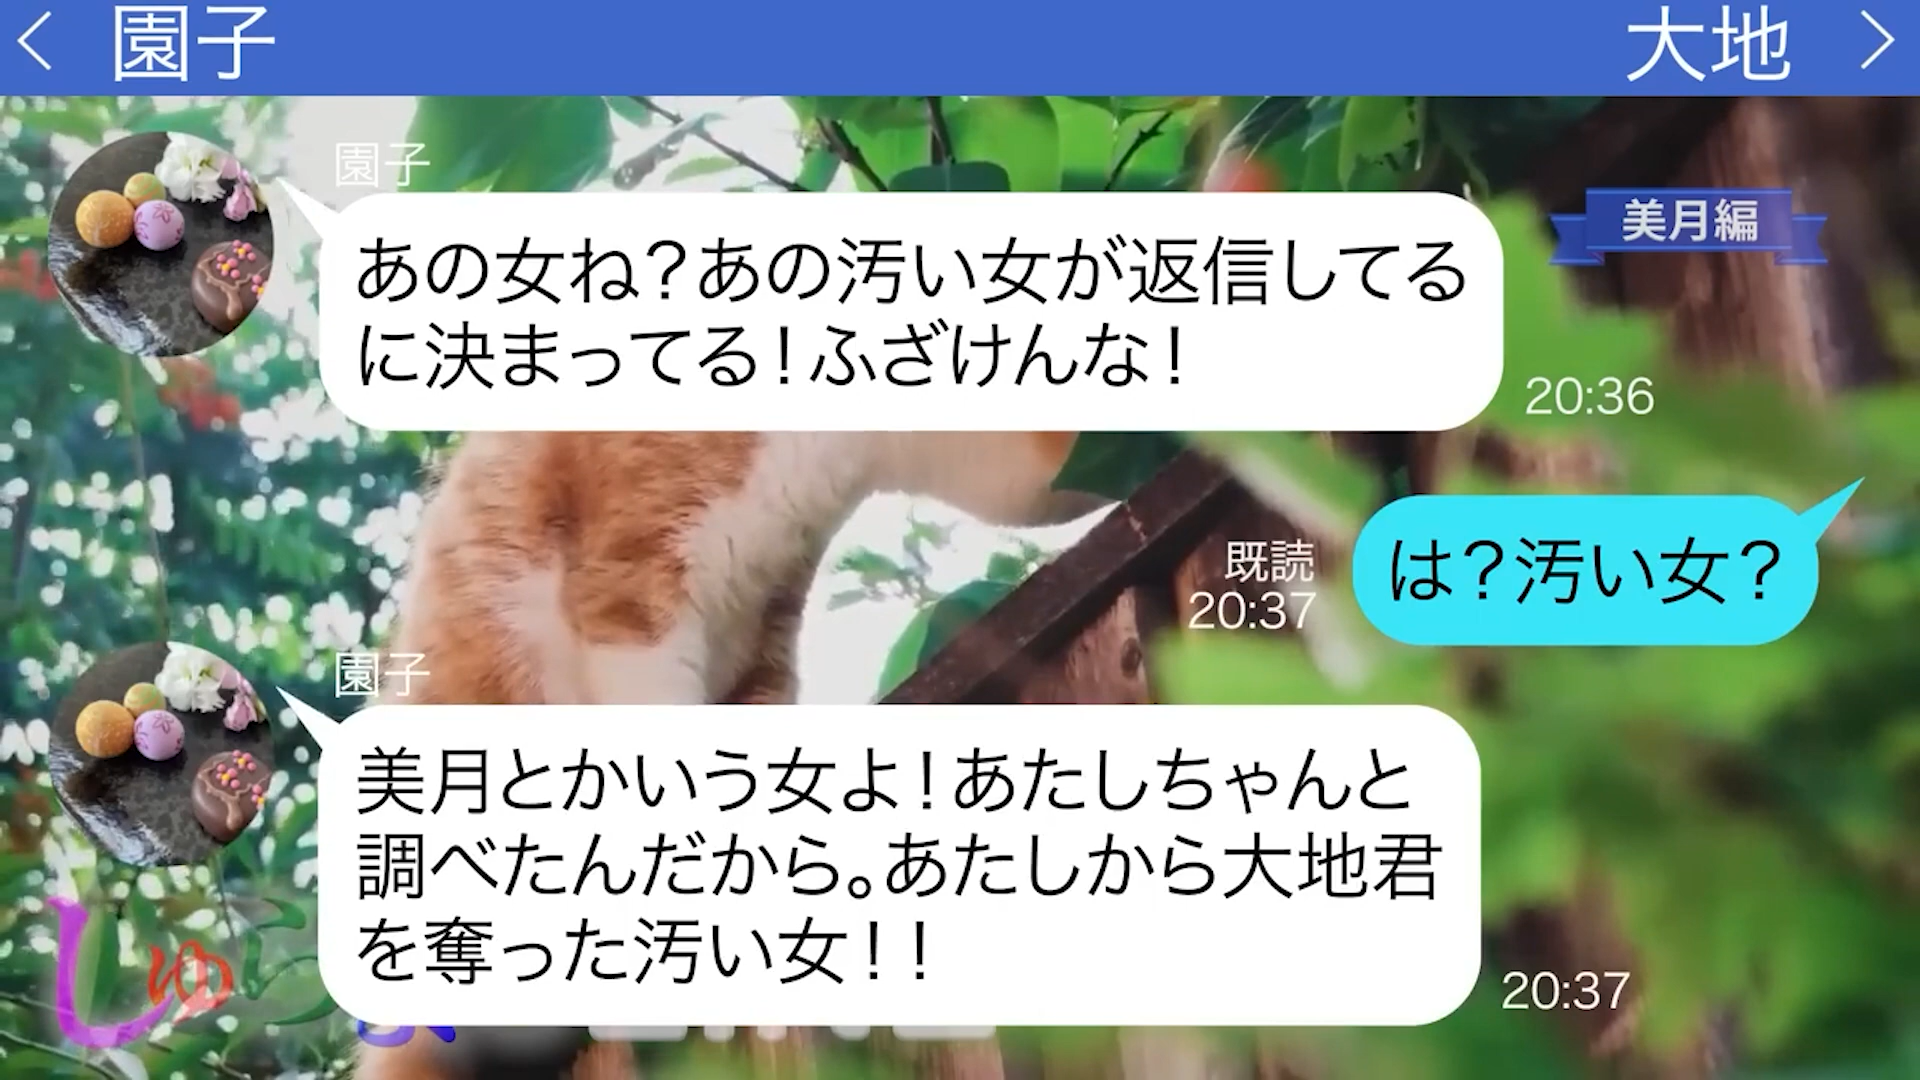 園子
大地
園子
美月編
あの女ね？あの汚い女が返信してる
に決まってる！ふざけんな！
20:36
は？汚い女？
既読
20:37
園子
美月とかいう女よ！あたしちゃんと
調べたんだから。あたしから大地君
を奪った汚い女！！
20:37
しゅ